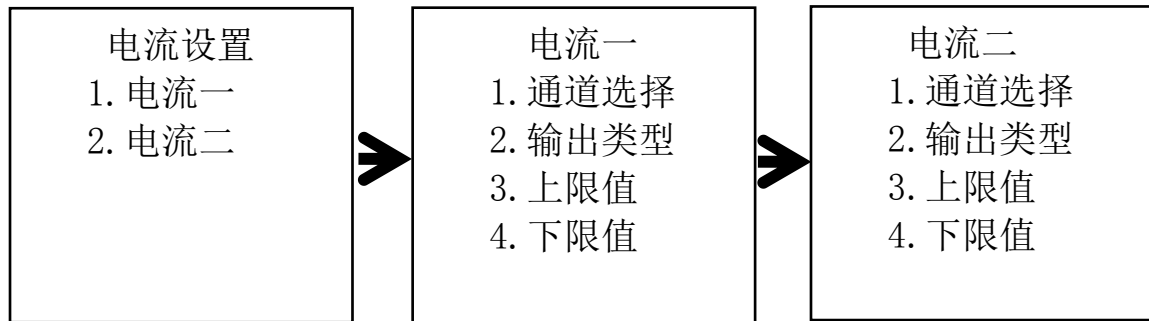 电流设置
1.电流一
2.电流二
电流一
1.通道选择
2.输出类型
3.上限值
4.下限值
电流二
1.通道选择
2.输出类型
3.上限值
4.下限值